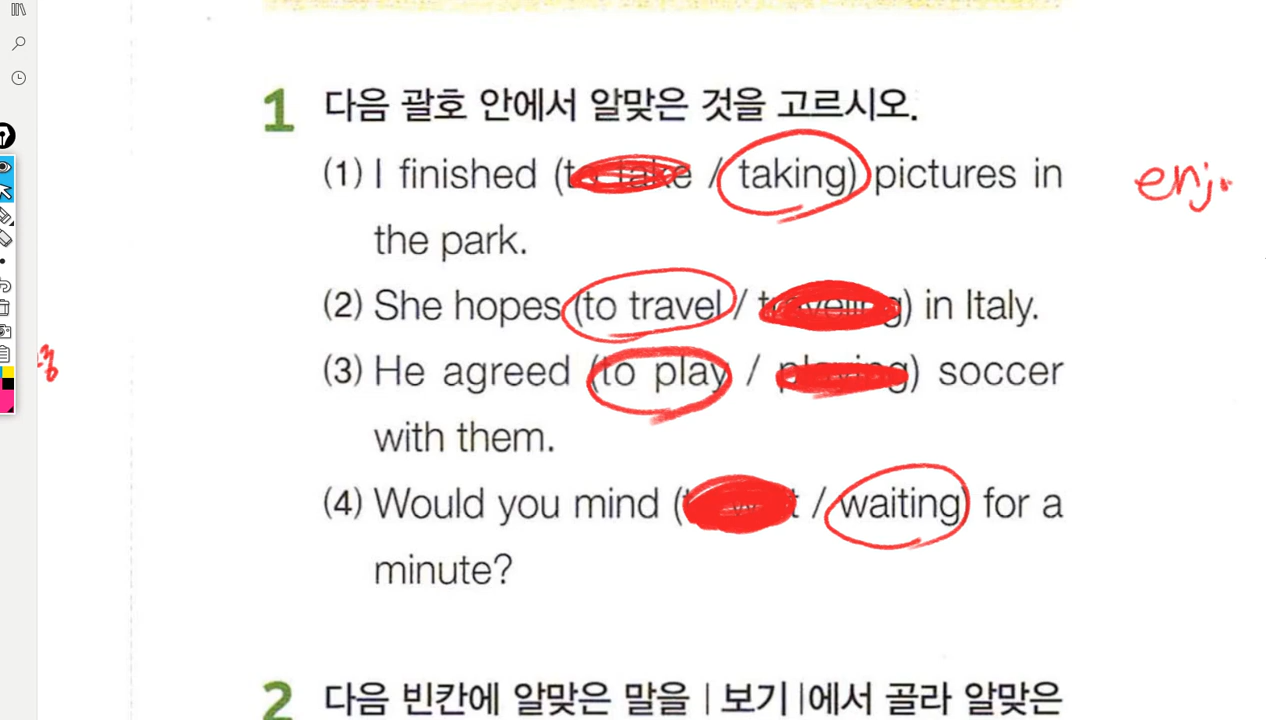 1 다음 괄호 안에서 알맞은 것을 고르시오.
(1) I finished (to take / taking) pictures in
the park.
(2) She hopes (to travel / traveling) in Italy.
(3) He agreed (to play / playing) soccer
with them.
(4) Would you mind ( / waiting) for a
minute?
enj
2 다음 빈칸에 알맞은 말을 | 보기 |에서 골라 알맞은